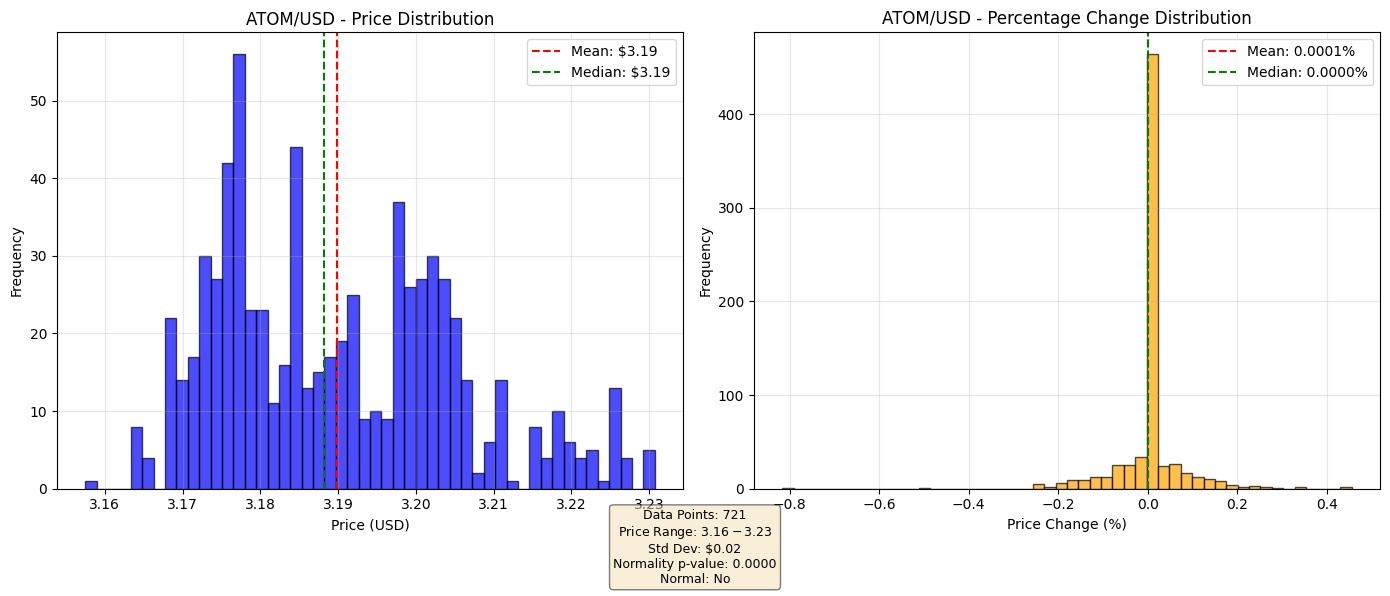 ATOM/USD - Price Distribution
Mean: $3.19
Median: $3.19
50
40
30
20
10
0
Frequency
3.16 3.17 3.18 3.19 3.20 3.21 3.22 3.23
Price (USD)
ATOM/USD - Percentage Change Distribution
Mean: 0.0001%
Median: 0.0000%
400
300
200
100
0
Frequency
−0.8 −0.6 −0.4 −0.2 0.0 0.2 0.4
Price Change (%)
Data Points: 721
Price Range: 3.16 − 3.23
Std Dev: $0.02
Normality p-value: 0.0000
Normal: No